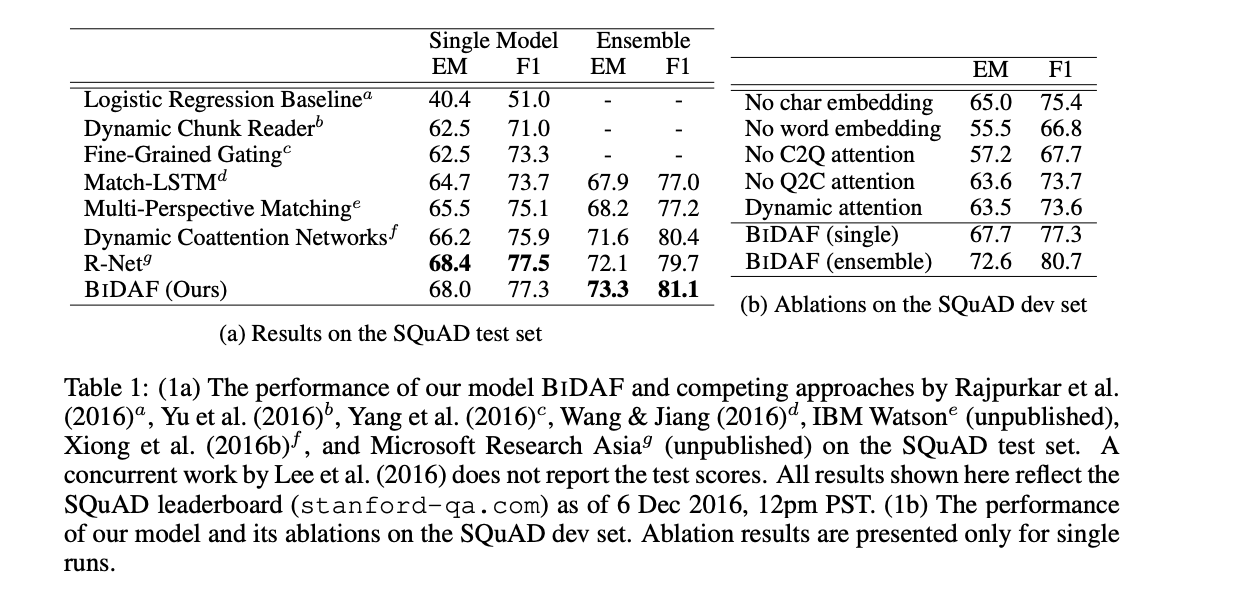 Single Model Ensemble
EM F1 EM F1
Logistic Regression Baseline^a 40.4 51.0 - -
Dynamic Chunk Reader^b 62.5 71.0 - -
Fine-Grained Gating^c 62.5 73.3 - -
Match-LSTM^d 64.7 73.7 67.9 77.0
Multi-Perspective Matching^e 65.5 75.1 68.2 77.2
Dynamic Coattention Networks^f 66.2 75.9 71.6 80.4
R-Net^g 68.4 77.5 72.1 79.7
BIDAF (Ours) 68.0 77.3 73.3 81.1
(a) Results on the SQuAD test set
EM F1
No char embedding 65.0 75.4
No word embedding 55.5 66.8
No C2Q attention 57.2 67.7
No Q2C attention 63.6 73.7
Dynamic attention 63.5 73.6
BIDAF (single) 67.7 77.3
BIDAF (ensemble) 72.6 80.7
(b) Ablations on the SQuAD dev set
Table 1: (1a) The performance of our model BIDAF and competing approaches by Rajpurkar et al.
(2016)^a, Yu et al. (2016)^b, Yang et al. (2016)^c, Wang & Jiang (2016)^d, IBM Watson^e (unpublished),
Xiong et al. (2016b)^f, and Microsoft Research Asia^g (unpublished) on the SQuAD test set. A
concurrent work by Lee et al. (2016) does not report the test scores. All results shown here reflect the
SQuAD leaderboard (stanford-qa.com) as of 6 Dec 2016, 12pm PST. (1b) The performance
of our model and its ablations on the SQuAD dev set. Ablation results are presented only for single
runs.